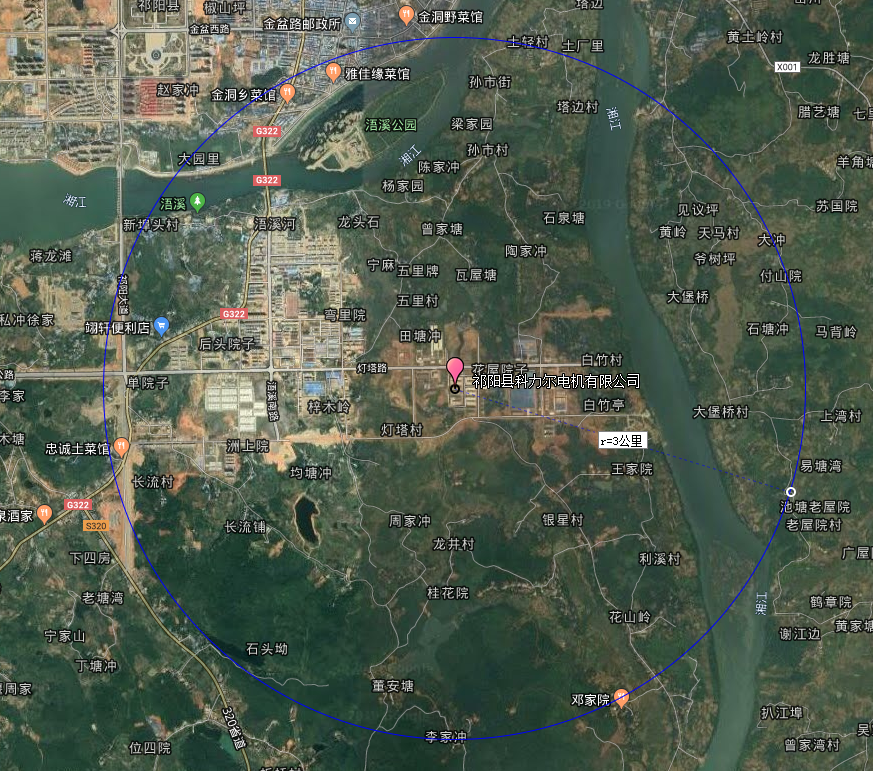 祁阳县
椒山坪
塔边
金盆西路
金盆路邮政所
金洞野菜馆
土轻村
土厂里
黄土岭村
龙胜塘
X001
赵家冲
金洞乡菜馆
雅佳缘菜馆
孙市街
塔边村
湘江
腊艺塘
七里
G322
浯溪公园
梁家园
大园里
湘江
陈家冲
孙市村
羊角塘
G322
杨家园
湘江
浯溪
新埠头村
浯溪河
龙头石
曾家塘
石泉塘
见议坪
苏国院
黄岭
天马村
大冲
蒋龙滩
陶家冲
爷树坪
宁麻
五里牌
瓦屋塘
付山院
祁阳大道
五里村
大堡桥
私冲徐家
翊轩便利店
G322
弯里院
田塘冲
石塘冲
马背岭
后头院子
公路
灯塔路
花屋院子
白竹村
单院子
祁阳县科力尔电机有限公司
李家
浯溪南路
梓木岭
白竹亭
大堡桥村
上湾村
灯塔村
木塘
忠诚土菜馆
洲上院
r=3公里
王家院
易塘湾
均塘冲
长流村
G322
泉酒家
S320
长流铺
周家冲
银星村
池塘老屋院
老屋院村
下四房
龙井村
利溪村
广屋
老塘湾
桂花院
湘江
鹤章院
花山岭
宁家山
谢江边
黄家塘
石头坳
丁塘冲
周家
董安塘
邓家院
320省道
扒江埠
李家冲
位四院
曾家湾村